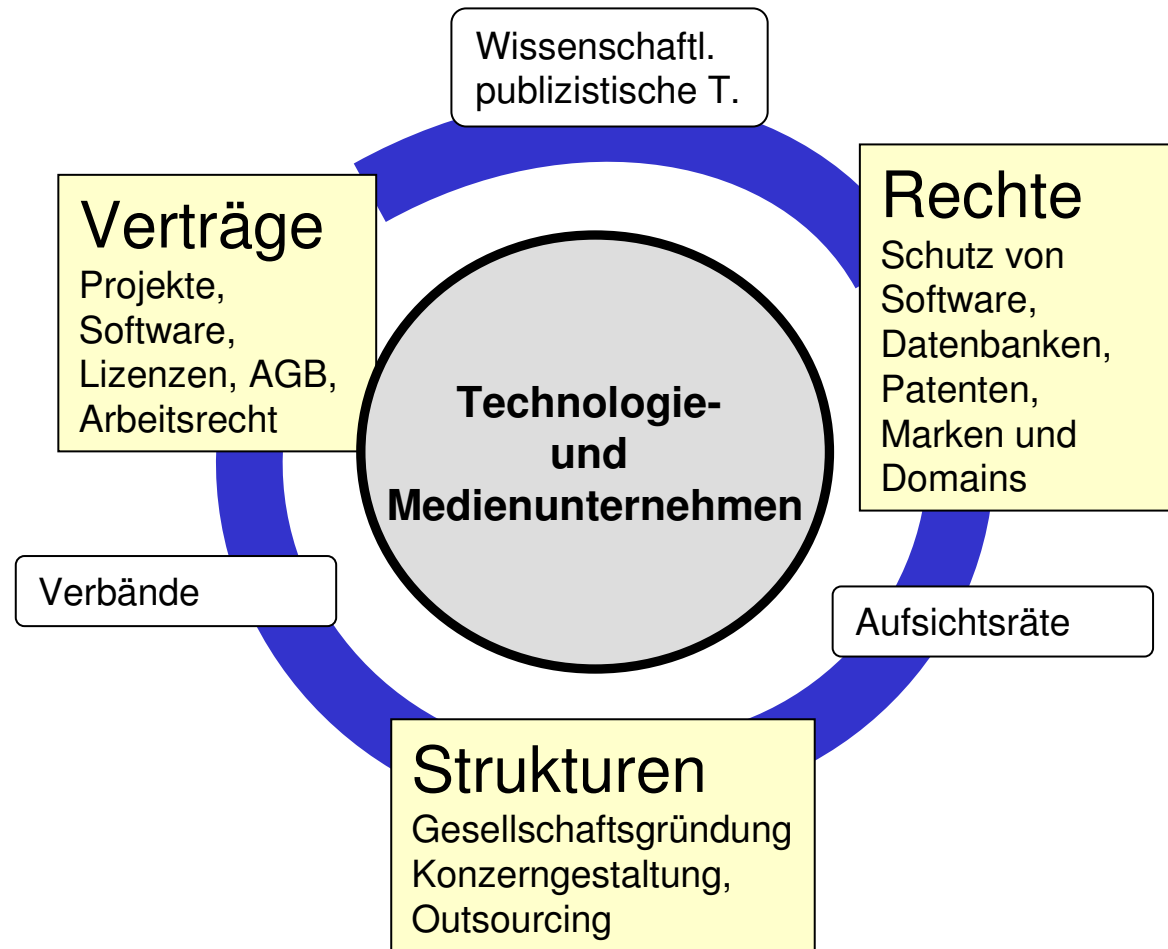 Wissenschaftl.
publizistische T.
Verträge
Projekte,
Software,
Lizenzen, AGB,
Arbeitsrecht
Rechte
Schutz von
Software,
Datenbanken,
Patenten,
Marken und
Domains
Technologie-
und
Medienunternehmen
Verbände
Aufsichtsräte
Strukturen
Gesellschaftsgründung
Konzerngestaltung,
Outsourcing